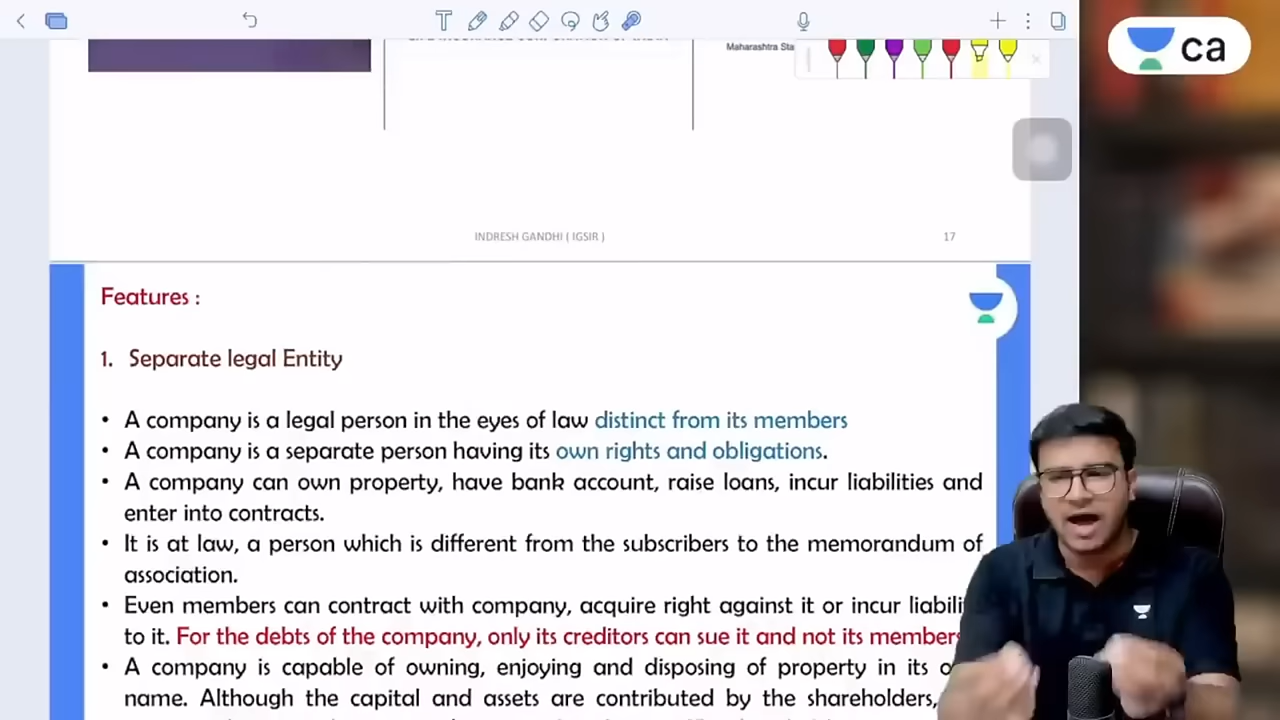 Maharashtra Sta
ca
INDRESH GANDHI ( IGSIR )
17
Features :
1. Separate legal Entity
• A company is a legal person in the eyes of law distinct from its members
• A company is a separate person having its own rights and obligations.
• A company can own property, have bank account, raise loans, incur liabilities and
enter into contracts.
• It is at law, a person which is different from the subscribers to the memorandum of
association.
• Even members can contract with company, acquire right against it or incur liabili
to it. For the debts of the company, only its creditors can sue it and not its member
• A company is capable of owning, enjoying and disposing of property in its o
name. Although the capital and assets are contributed by the shareholders,